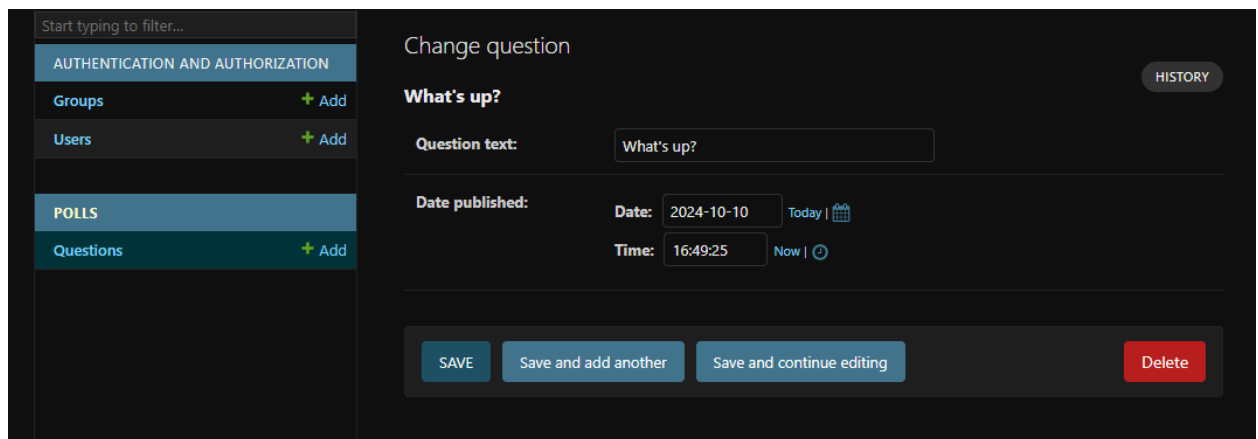 Start typing to filter...
AUTHENTICATION AND AUTHORIZATION
Groups + Add
Users + Add
POLLS
Questions + Add
Change question
HISTORY
What's up?
Question text: What's up?
Date published: Date: 2024-10-10 Today |
Time: 16:49:25 Now |
SAVE Save and add another Save and continue editing Delete